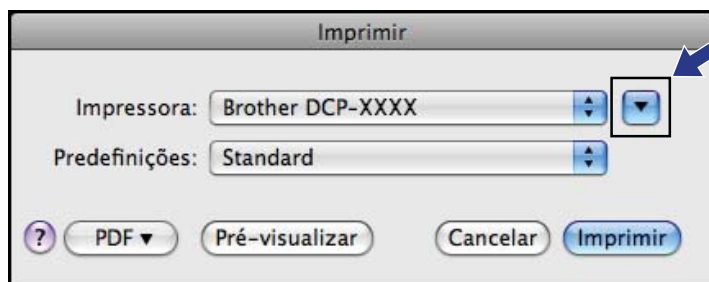 Imprimir
Impressora: Brother DCP-XXXX
Predefinições: Standard
? PDF ▼ Pré-visualizar Cancelar Imprimir